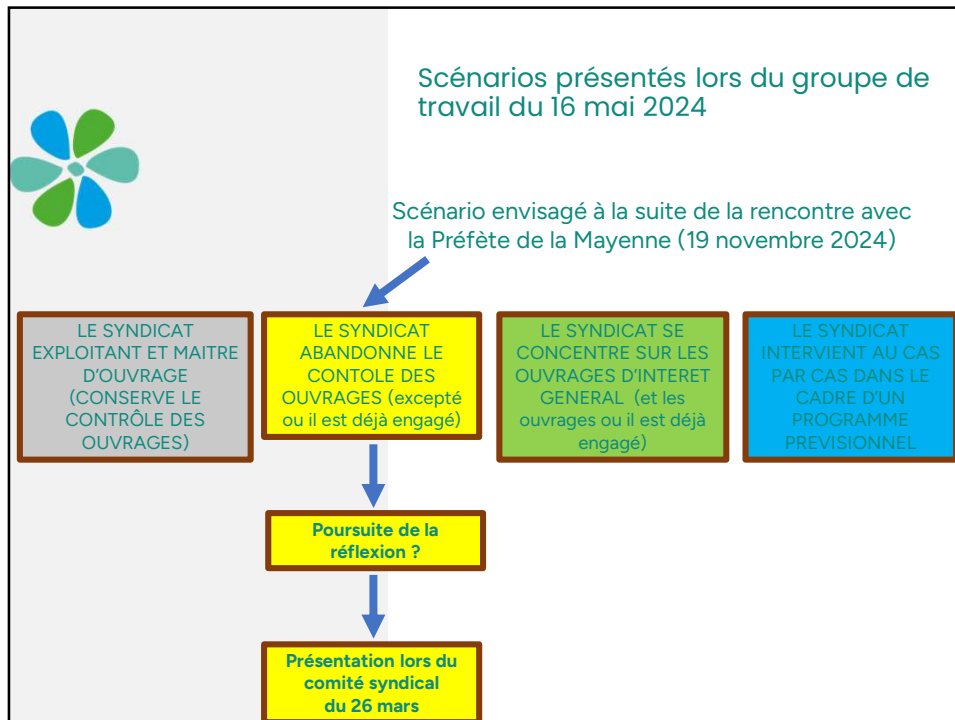 Scénarios présentés lors du groupe de
travail du 16 mai 2024
Scénario envisagé à la suite de la rencontre avec
la Préfète de la Mayenne (19 novembre 2024)
LE SYNDICAT
EXPLOITANT ET MAITRE
D'OUVRAGE
(CONSERVE LE
CONTRÔLE DES
OUVRAGES)
LE SYNDICAT
ABANDONNE LE
CONTOLE DES
OUVRAGES (excepté
ou il est déjà engagé)
LE SYNDICAT SE
CONCENTRE SUR LES
OUVRAGES D'INTERET
GENERAL (et les
ouvrages ou il est déjà
engagé)
LE SYNDICAT
INTERVIENT AU CAS
PAR CAS DANS LE
CADRE D'UN
PROGRAMME
PREVISIONNEL
Poursuite de la
réflexion ?
Présentation lors du
comité syndical
du 26 mars